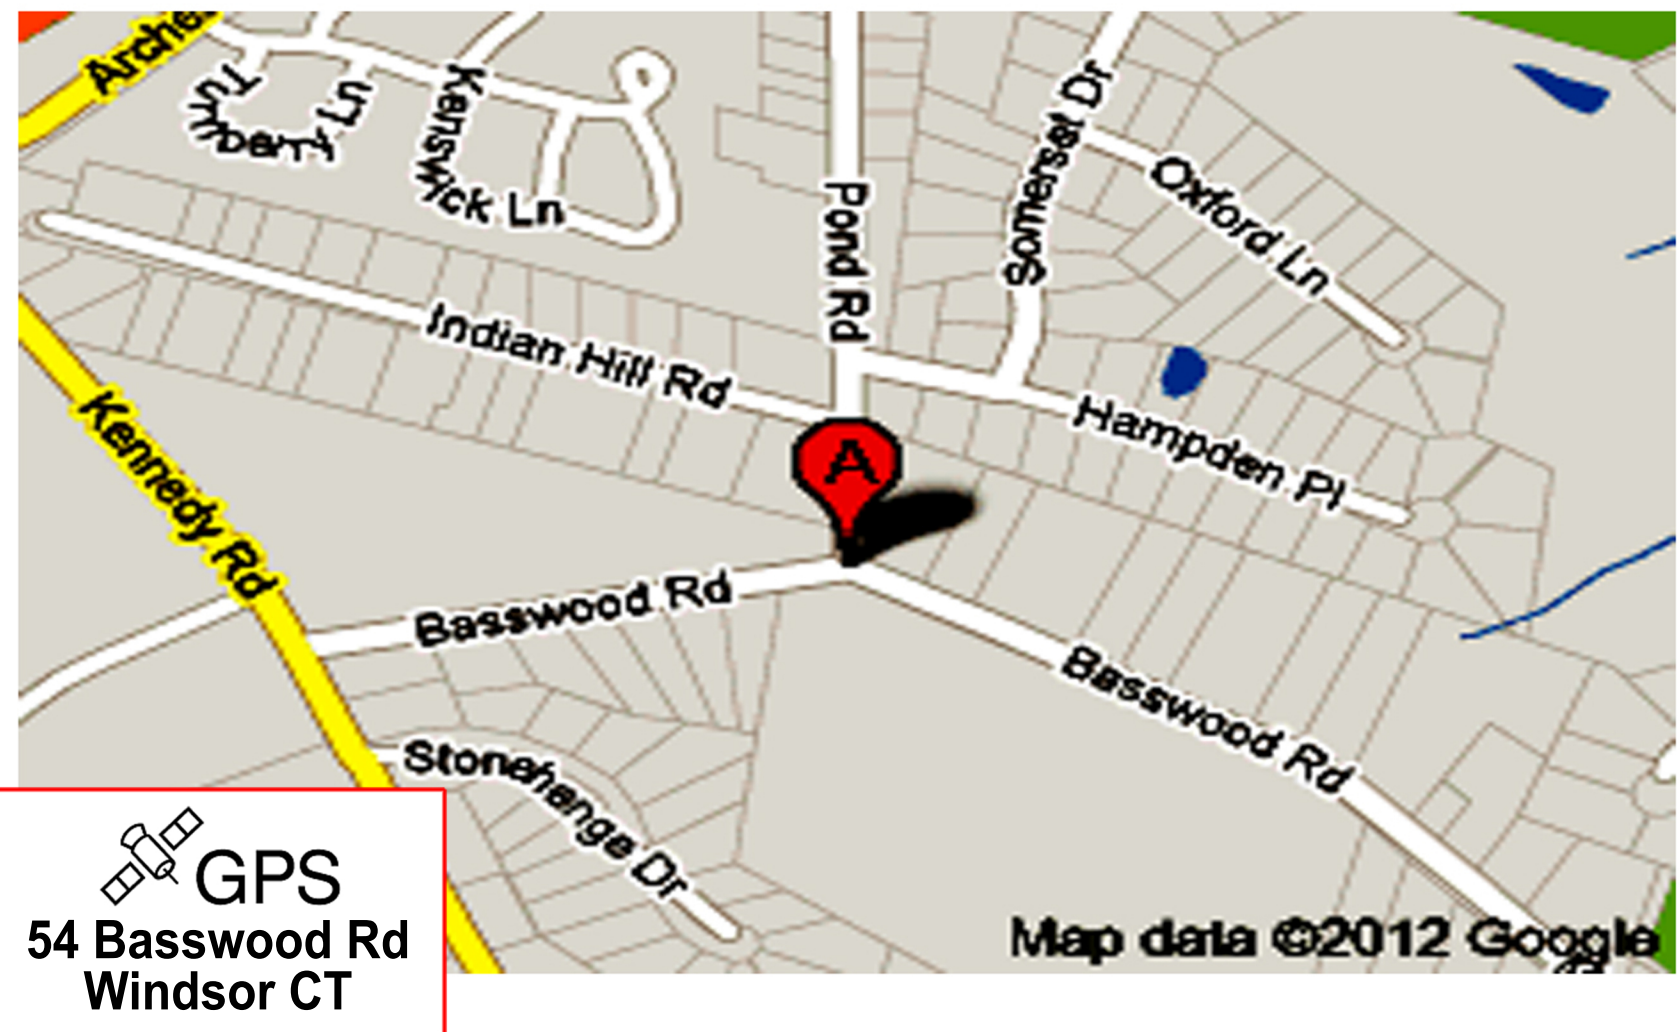 Archer
Turnberry Ln
Kenswick Ln
Pond Rd
Somerset Dr
Oxford Ln
Indian Hill Rd
Hampden Pl
A
Kennedy Rd
Basswood Rd
Basswood Rd
Stonehenge Dr
GPS
54 Basswood Rd
Windsor CT
Map data ©2012 Google